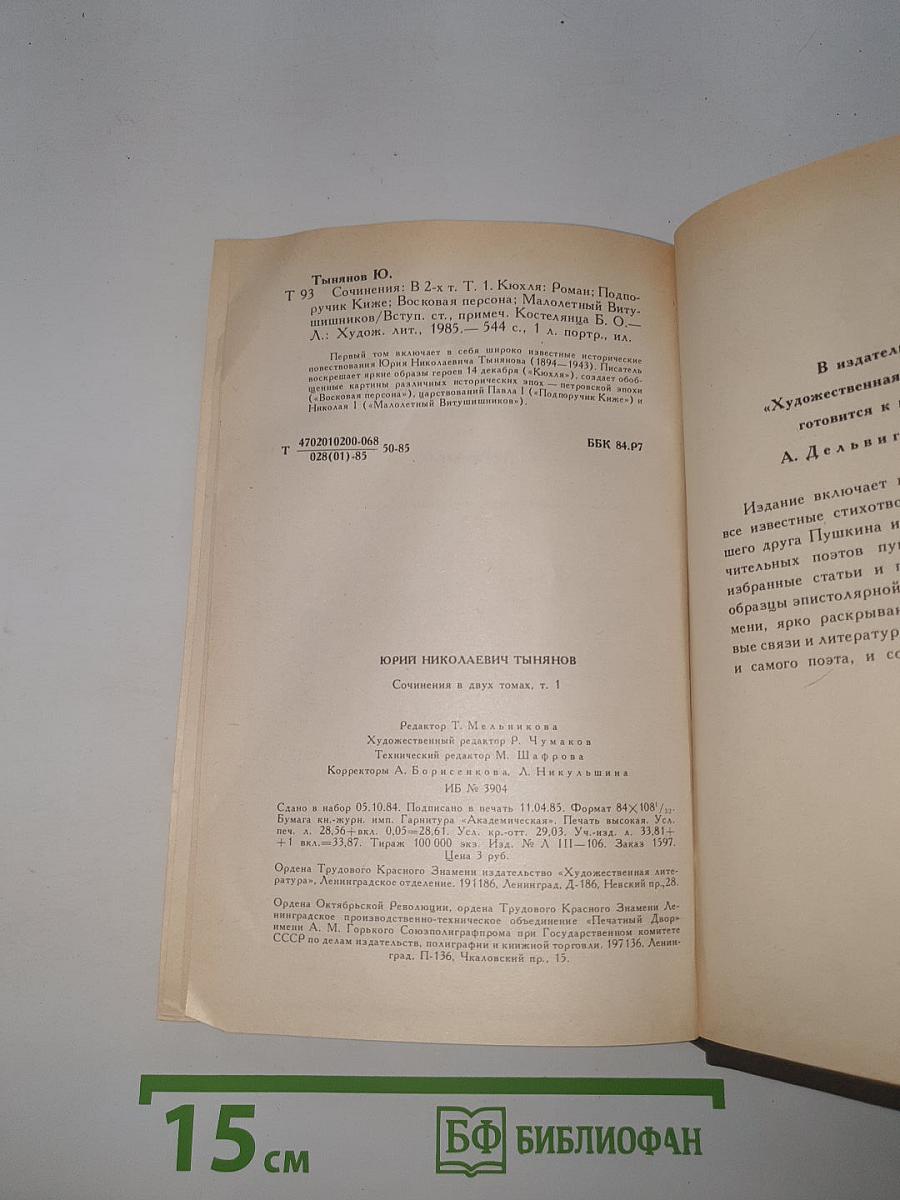 Тынянов Ю.
Т 93 Сочинения: В 2-х т. Т. 1. Кюхля: Роман; Подпо-
ручик Киже; Восковая персона; Малолетный Виту-
шишников/Вступ. ст., примеч. Костелянца Б. О.—
Л.: Худож. лит., 1985.— 544 с., 1 л. портр., ил.
Первый том включает в себя широко известные исторические
повествования Юрия Николаевича Тынянова (1894—1943). Писатель
воскрешает яркие образы героев 14 декабря («Кюхля»), создает обоб-
щенные картины различных исторических эпох — петровской эпохи
(«Восковая персона»), царствований Павла I («Подпоручик Киже») и
Николая I («Малолетный Витушишников»).
Т 4702010200-068/028(01)-85 50-85
ББК 84.Р7
ЮРИЙ НИКОЛАЕВИЧ ТЫНЯНОВ
Сочинения в двух томах, т. 1
Редактор Т. Мельникова
Художественный редактор Р. Чумаков
Технический редактор М. Шафрова
Корректоры А. Борисенкова, Л. Никульшина
ИБ № 3904
Сдано в набор 05.10.84. Подписано в печать 11.04.85. Формат 84×108¹/₃₂.
Бумага кн.-журн. имп. Гарнитура «Академическая». Печать высокая. Усл.
печ. л. 28,56+вкл. 0,05=28,61. Усл. кр.-отт. 29,03. Уч.-изд. л. 33,81+
+1 вкл.=33,87. Тираж 100 000 экз. Изд. № Л III—106. Заказ 1597.
Цена 3 руб.
Ордена Трудового Красного Знамени издательство «Художественная лите-
ратура», Ленинградское отделение. 191186, Ленинград, Д-186, Невский пр.,28.
Ордена Октябрьской Революции, ордена Трудового Красного Знамени Ле-
нинградское производственно-техническое объединение «Печатный Двор»
имени А. М. Горького Союзполиграфпрома при Государственном комитете
СССР по делам издательств, полиграфии и книжной торговли. 197136, Ленин-
град, П-136, Чкаловский пр., 15.
В издатель
«Художественная
готовится к
А. Дельвиг
Издание включает
все известные стихотво
шего друга Пушкина и
чительных поэтов пу
избранные статьи и
образцы эпистолярной
мени, ярко раскрыва
вые связи и литератур
и самого поэта, и со
15 см
БФ БИБЛИОФАН